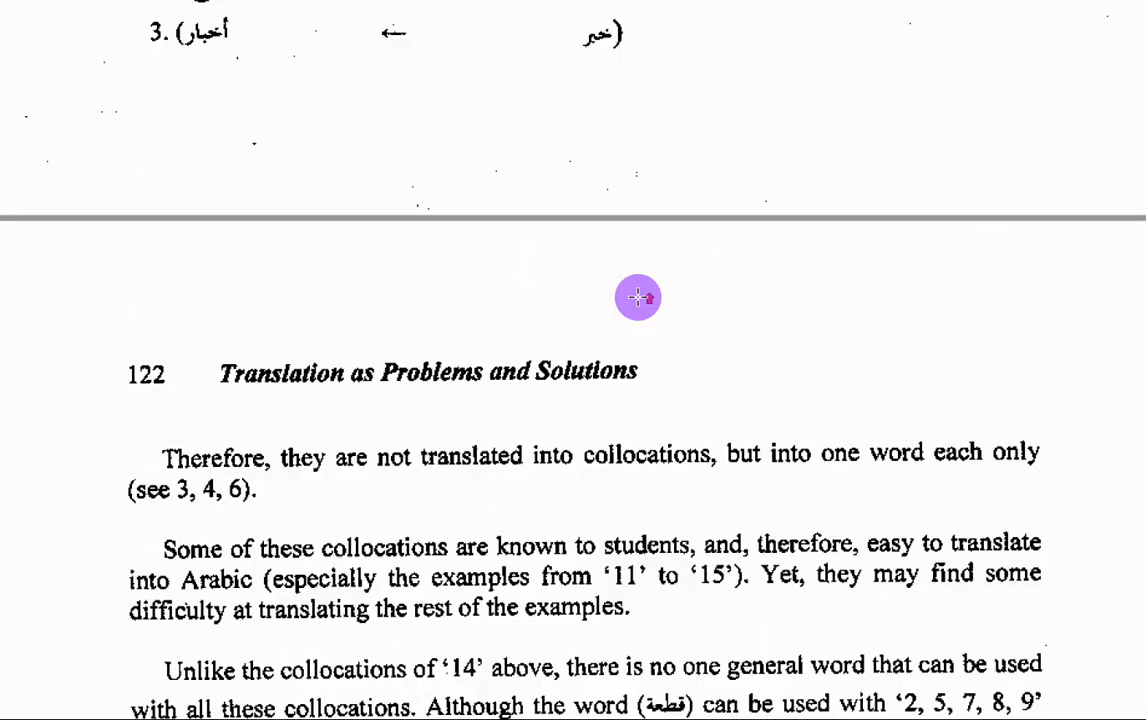 3. (أخبار ← خبر)
122 Translation as Problems and Solutions
Therefore, they are not translated into collocations, but into one word each only
(see 3, 4, 6).
Some of these collocations are known to students, and, therefore, easy to translate
into Arabic (especially the examples from ‘11’ to ‘15’). Yet, they may find some
difficulty at translating the rest of the examples.
Unlike the collocations of ‘14’ above, there is no one general word that can be used
with all these collocations. Although the word (قطعة) can be used with ‘2, 5, 7, 8, 9’